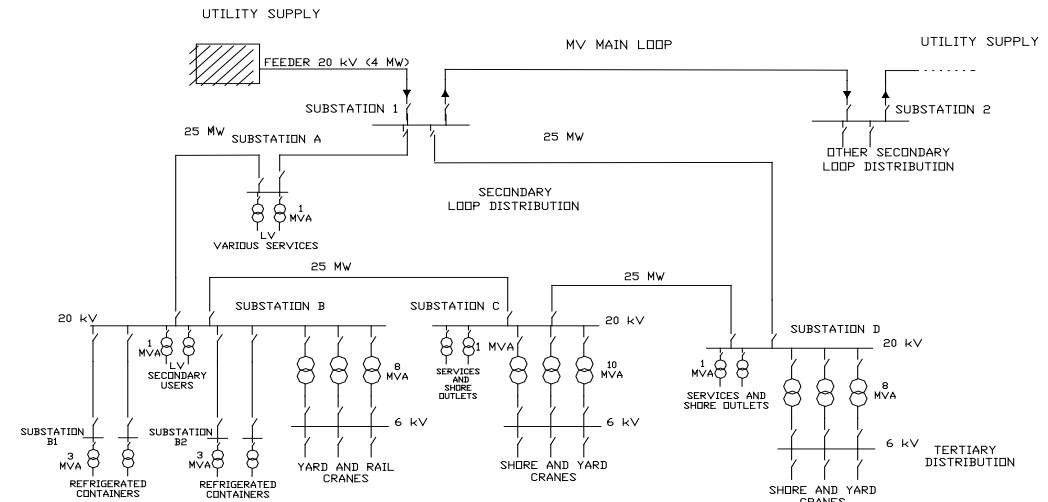 UTILITY SUPPLY
MV MAIN LOOP
UTILITY SUPPLY
FEEDER 20 kV (4 MW)
SUBSTATION 1
SUBSTATION 2
25 MW
SUBSTATION A
25 MW
OTHER SECONDARY
LOOP DISTRIBUTION
SECONDARY
LOOP DISTRIBUTION
1
MVA
LV
VARIOUS SERVICES
25 MW
25 MW
SUBSTATION B
SUBSTATION C
20 kV
20 kV
SUBSTATION D
20 kV
1
MVA
LV
SECONDARY
USERS
8
MVA
1 MVA
SERVICES
AND
SHORE
OUTLETS
10
MVA
1
MVA
SERVICES AND
SHORE OUTLETS
8
MVA
6 kV
6 kV
6 kV
TERTIARY
DISTRIBUTION
SUBSTATION
B1
3
MVA
REFRIGERATED
CONTAINERS
SUBSTATION
B2
3
MVA
REFRIGERATED
CONTAINERS
YARD AND RAIL
CRANES
SHORE AND YARD
CRANES
SHORE AND YARD
CRANES